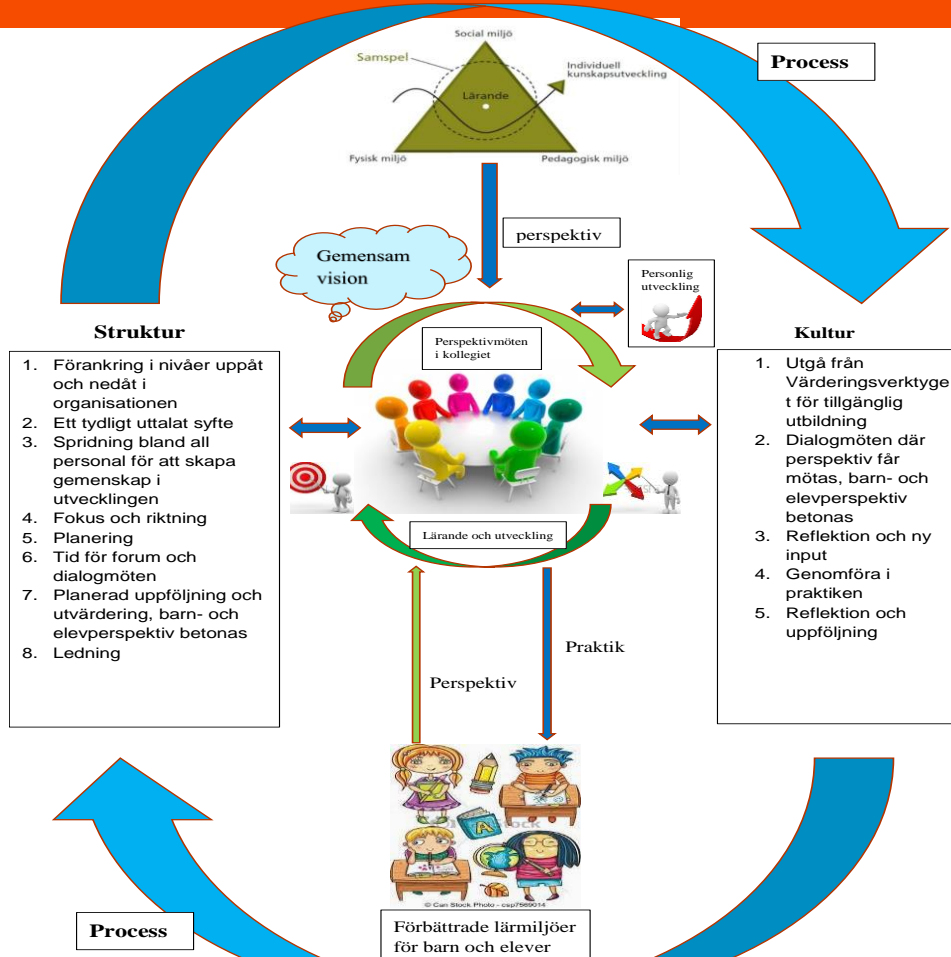 Social miljö
Samspel
Process
Individuell
kunskapsutveckling
Lärande
Fysisk miljö
Pedagogisk miljö
perspektiv
Gemensam
vision
Personlig
utveckling
Struktur
1. Förankring i nivåer uppåt
och nedåt i
organisationen
2. Ett tydligt uttalat syfte
3. Spridning bland all
personal för att skapa
gemenskap i
utvecklingen
4. Fokus och riktning
5. Planering
6. Tid för forum och
dialogmöten
7. Planerad uppföljning och
utvärdering, barn- och
elevperspektiv betonas
8. Ledning
Perspektivmöten
i kollegiet
Kultur
1. Utgå från
Värderingsverktyge
t för tillgänglig
utbildning
2. Dialogmöten där
perspektiv får
mötas, barn- och
elevperspektiv
betonas
3. Reflektion och ny
input
4. Genomföra i
praktiken
5. Reflektion och
uppföljning
Lärande och utveckling
Praktik
Perspektiv
A
© Can Stock Photo - csp7569014
Process
Förbättrade lärmiljöer
för barn och elever